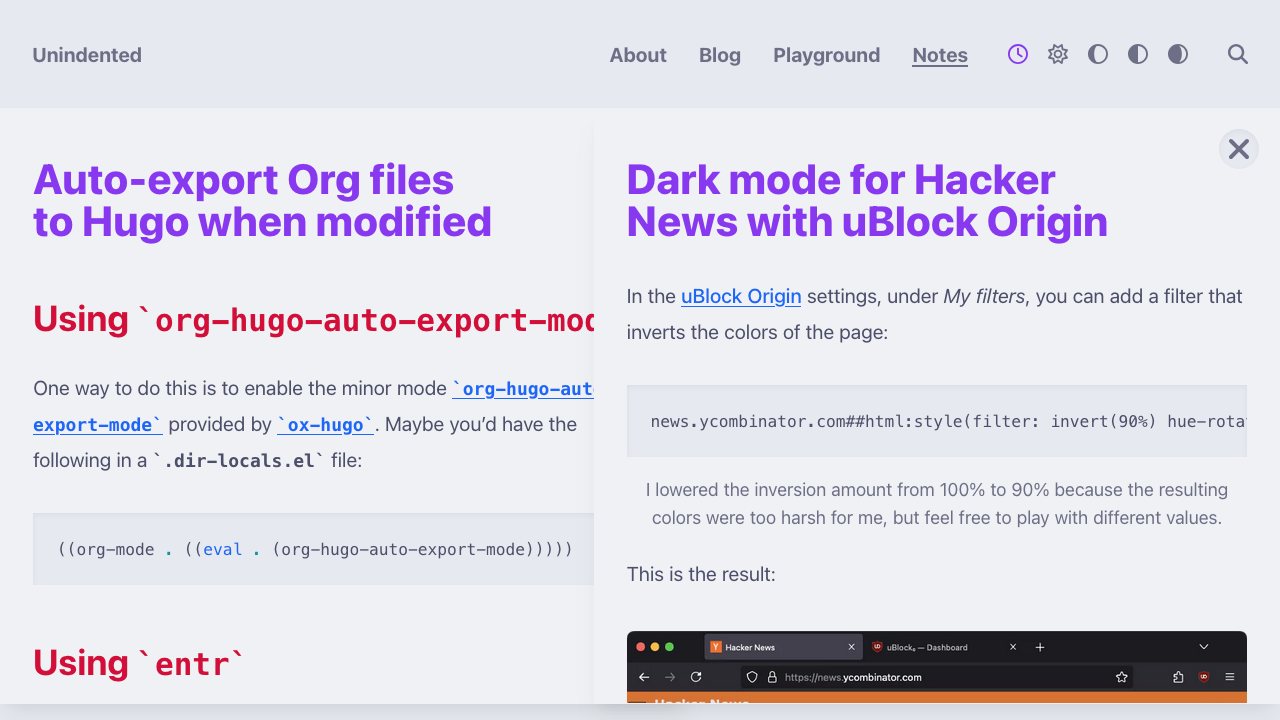 Unindented
About Blog Playground Notes
Auto-export Org files
to Hugo when modified
Using `org-hugo-auto-export-mod
One way to do this is to enable the minor mode `org-hugo-aut
export-mode` provided by `ox-hugo`. Maybe you’d have the
following in a `.dir-locals.el` file:
((org-mode . ((eval . (org-hugo-auto-export-mode)))))
Using `entr`
Dark mode for Hacker
News with uBlock Origin
In the uBlock Origin settings, under My filters, you can add a filter that
inverts the colors of the page:
news.ycombinator.com##html:style(filter: invert(90%) hue-rota
I lowered the inversion amount from 100% to 90% because the resulting
colors were too harsh for me, but feel free to play with different values.
This is the result:
Hacker News
uBlock₀ — Dashboard
https://news.ycombinator.com
Hacker News